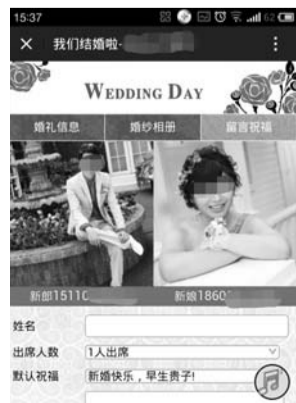 15:37
62
我们结婚啦-
WEDDING DAY
婚礼信息 婚纱相册 留言祝福
新郎15110 新娘1860
姓名
出席人数 1人出席
默认祝福 新婚快乐，早生贵子!